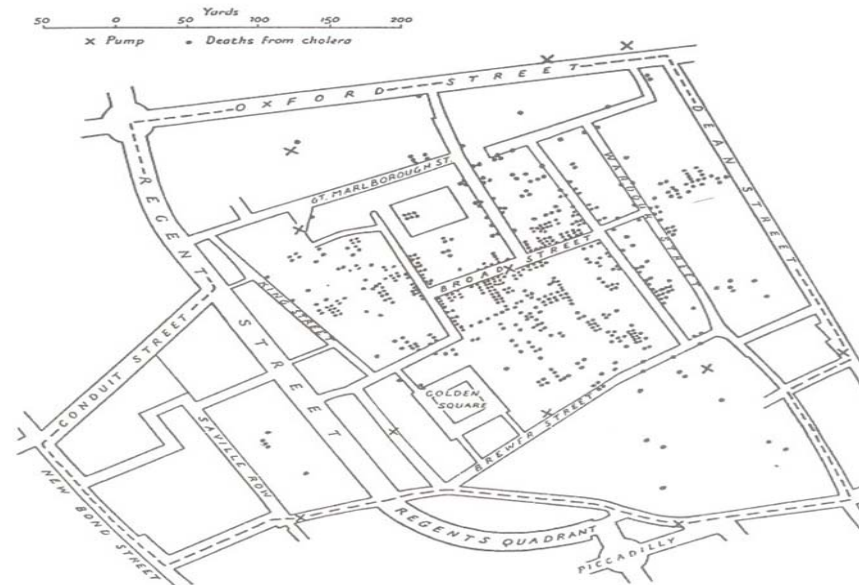 Yards
50 0 50 100 150 200
× Pump • Deaths from cholera
OXFORD STREET
DEAN STREET
REGENT STREET
GT. MARLBOROUGH ST.
WARDOUR STREET
BROAD STREET
KING STREET
CONDUIT STREET
GOLDEN
SQUARE
BREWER STREET
SAVILLE ROW
NEW BOND STREET
REGENTS QUADRANT
PICCADILLY